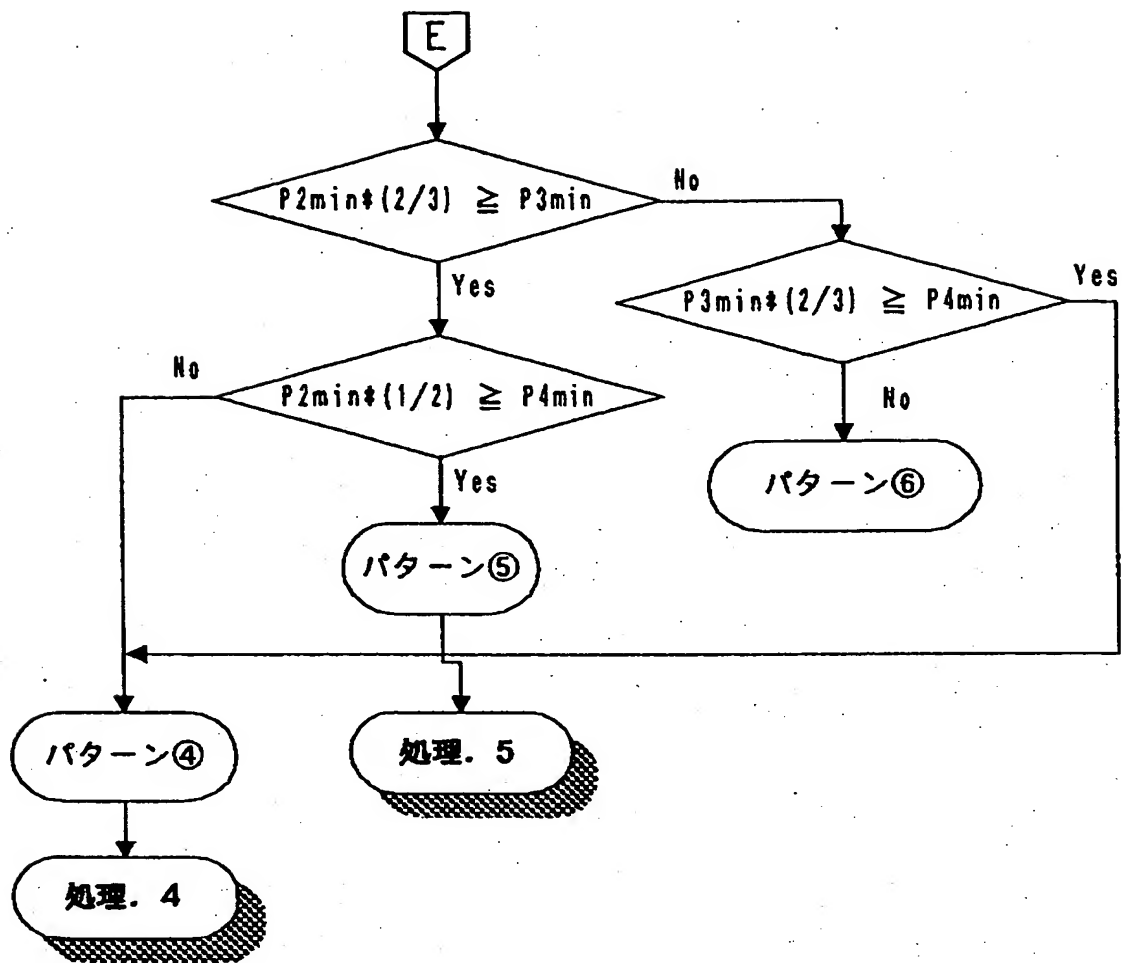 E
P2min*(2/3) ≧ P3min
No
Yes
P3min*(2/3) ≧ P4min
Yes
No
P2min*(1/2) ≧ P4min
No
Yes
パターン⑥
パターン⑤
パターン④
処理. 5
処理. 4